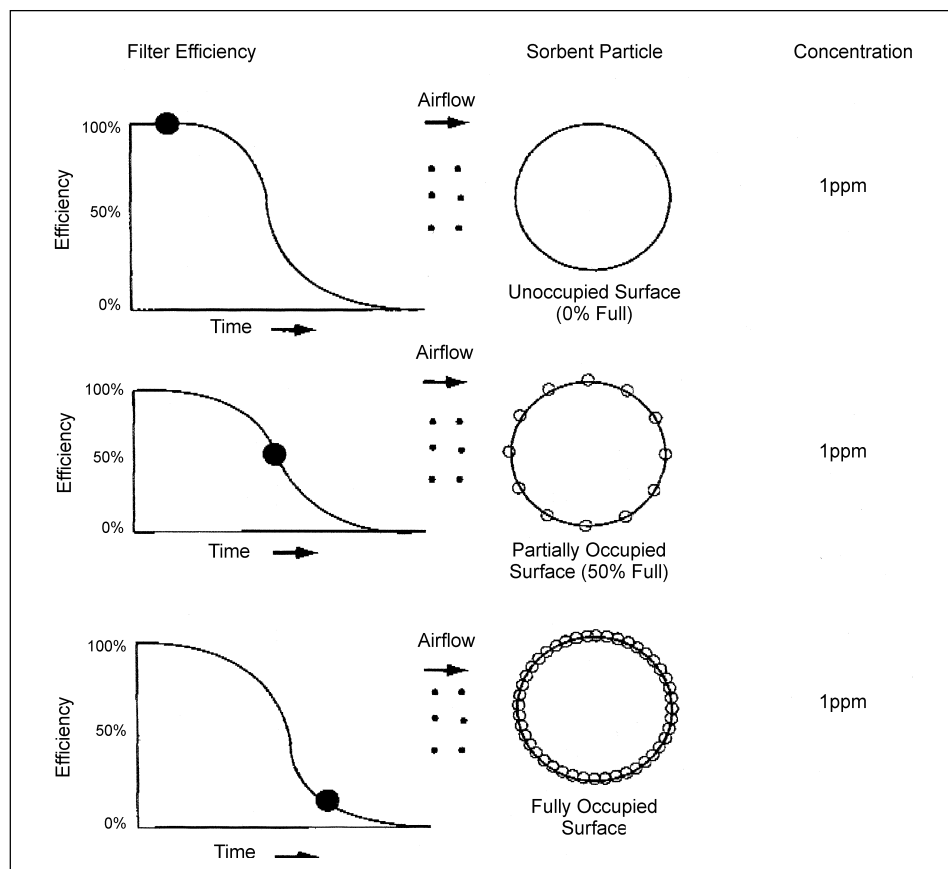 Filter Efficiency
Sorbent Particle
Concentration
Airflow
100%
50%
0%
Efficiency
Time
1ppm
Unoccupied Surface
(0% Full)
Airflow
100%
50%
0%
Efficiency
Time
1ppm
Partially Occupied
Surface (50% Full)
Airflow
100%
50%
0%
Efficiency
Time
1ppm
Fully Occupied
Surface